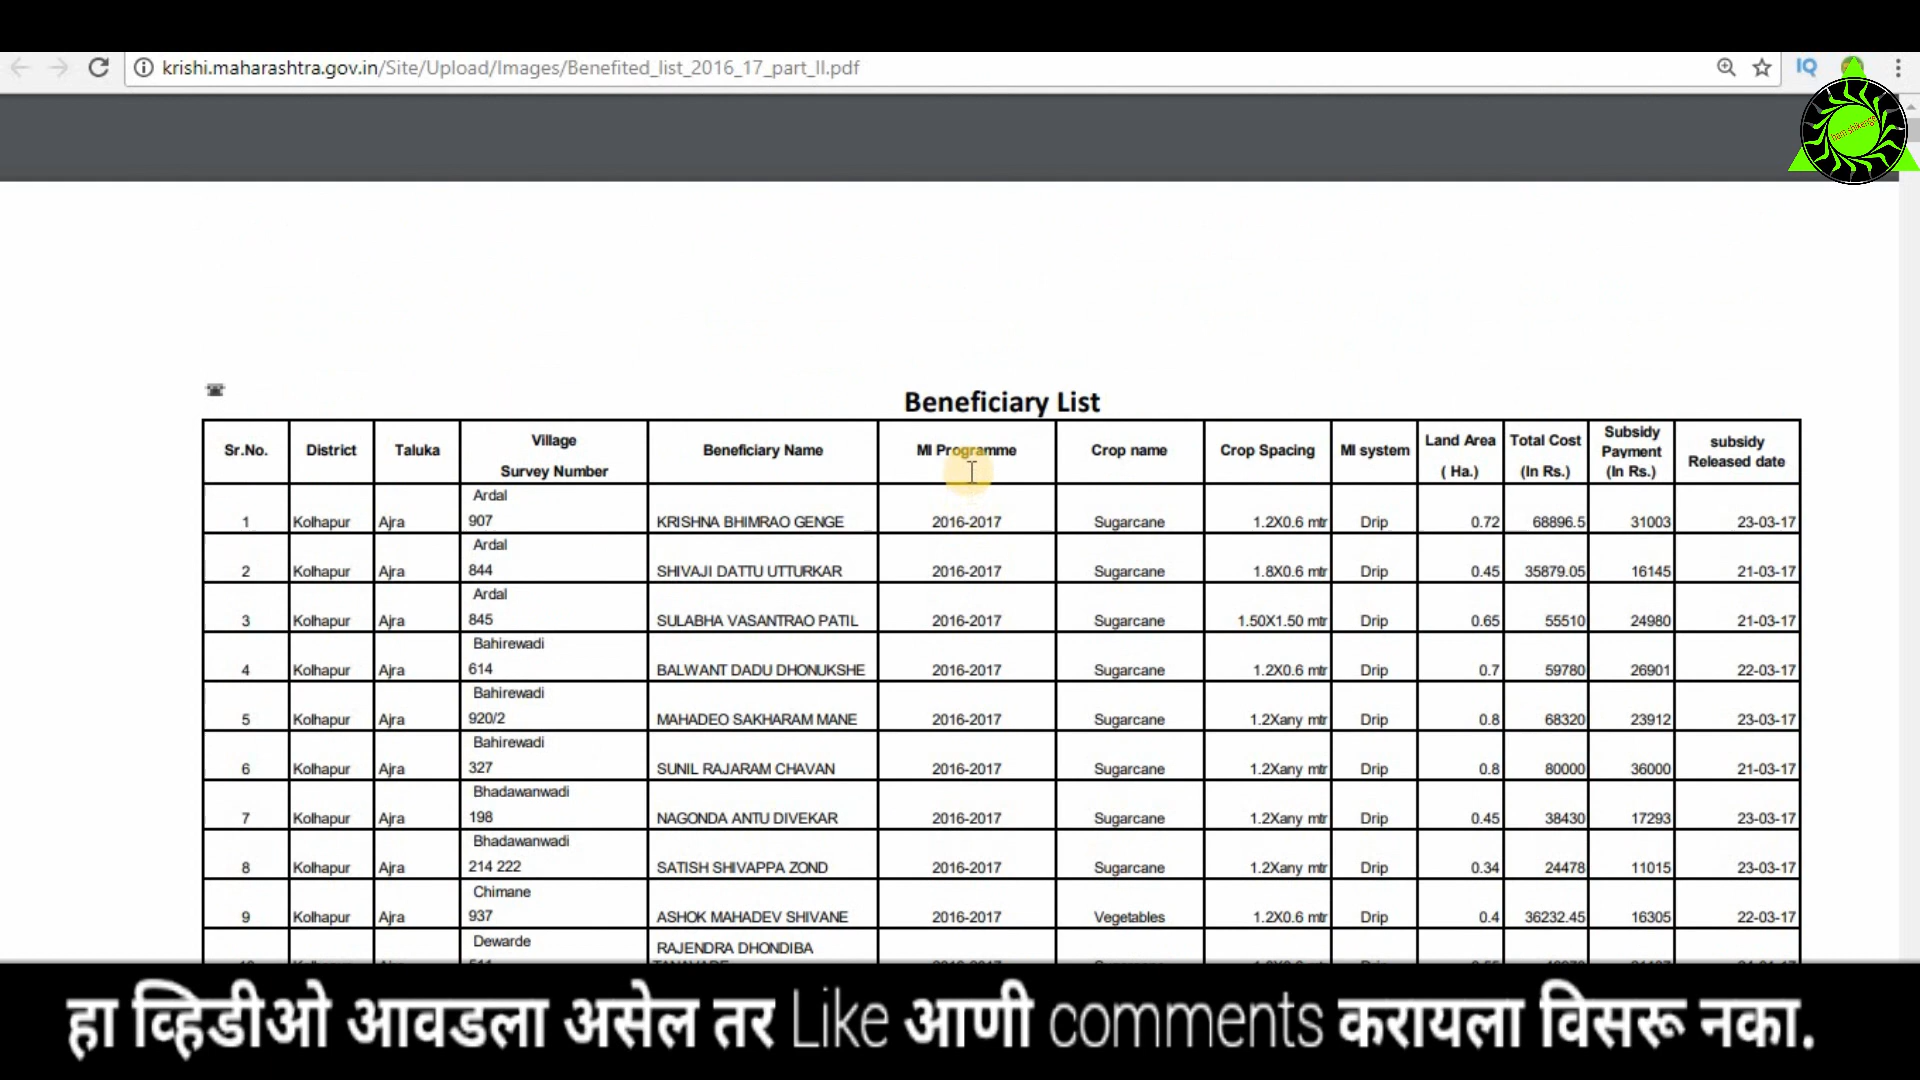 krishi.maharashtra.gov.in/Site/Upload/Images/Benefited_list_2016_17_part_II.pdf
IQ
Beneficiary List
Sr.No. District Taluka Village Survey Number Beneficiary Name MI Programme Crop name Crop Spacing MI system Land Area ( Ha.) Total Cost (In Rs.) Subsidy Payment (In Rs.) subsidy Released date
1 Kolhapur Ajra Ardal 907 KRISHNA BHIMRAO GENGE 2016-2017 Sugarcane 1.2X0.6 mtr Drip 0.72 68896.5 31003 23-03-17
2 Kolhapur Ajra Ardal 844 SHIVAJI DATTU UTTURKAR 2016-2017 Sugarcane 1.8X0.6 mtr Drip 0.45 35879.05 16145 21-03-17
3 Kolhapur Ajra Ardal 845 SULABHA VASANTRAO PATIL 2016-2017 Sugarcane 1.50X1.50 mtr Drip 0.65 55510 24980 21-03-17
4 Kolhapur Ajra Bahirewadi 614 BALWANT DADU DHONUKSHE 2016-2017 Sugarcane 1.2X0.6 mtr Drip 0.7 59780 26901 22-03-17
5 Kolhapur Ajra Bahirewadi 920/2 MAHADEO SAKHARAM MANE 2016-2017 Sugarcane 1.2Xany mtr Drip 0.8 68320 23912 23-03-17
6 Kolhapur Ajra Bahirewadi 327 SUNIL RAJARAM CHAVAN 2016-2017 Sugarcane 1.2Xany mtr Drip 0.8 80000 36000 21-03-17
7 Kolhapur Ajra Bhadawanwadi 198 NAGONDA ANTU DIVEKAR 2016-2017 Sugarcane 1.2Xany mtr Drip 0.45 38430 17293 23-03-17
8 Kolhapur Ajra Bhadawanwadi 214 222 SATISH SHIVAPPA ZOND 2016-2017 Sugarcane 1.2Xany mtr Drip 0.34 24478 11015 23-03-17
9 Kolhapur Ajra Chimane 937 ASHOK MAHADEV SHIVANE 2016-2017 Vegetables 1.2X0.6 mtr Drip 0.4 36232.45 16305 22-03-17
Dewarde RAJENDRA DHONDIBA
हा व्हिडीओ आवडला असेल तर Like आणी comments करायला विसरू नका.